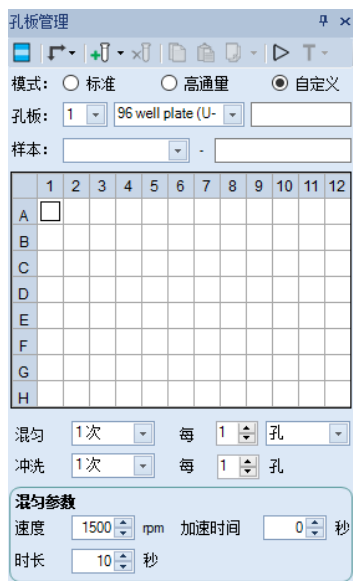 孔板管理
模式: 标准 高通量 自定义
孔板: 1 96 well plate (U-
样本: -
1 2 3 4 5 6 7 8 9 10 11 12
A
B
C
D
E
F
G
H
混匀 1次 每 1 孔
冲洗 1次 每 1 孔
混匀参数
速度 1500 rpm 加速时间 0 秒
时长 10 秒